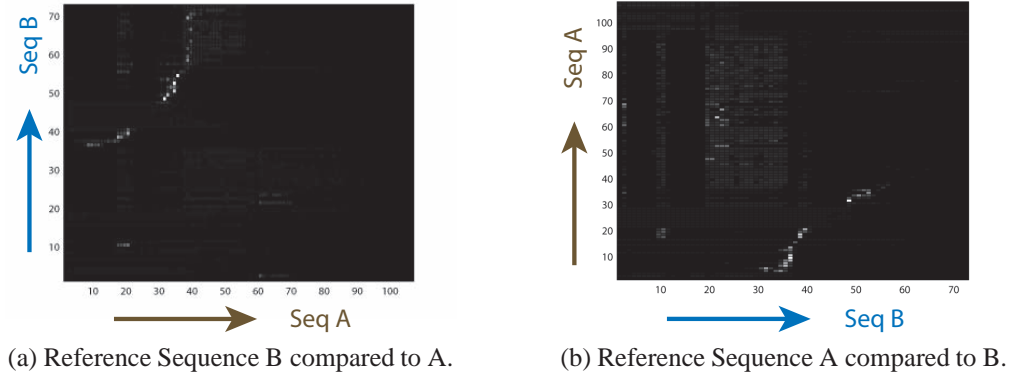 Seq B
70
60
50
40
30
20
10
10 20 30 40 50 60 70 80 90 100
Seq A
(a) Reference Sequence B compared to A.
Seq A
100
90
80
70
60
50
40
30
20
10
10 20 30 40 50 60 70
Seq B
(b) Reference Sequence A compared to B.